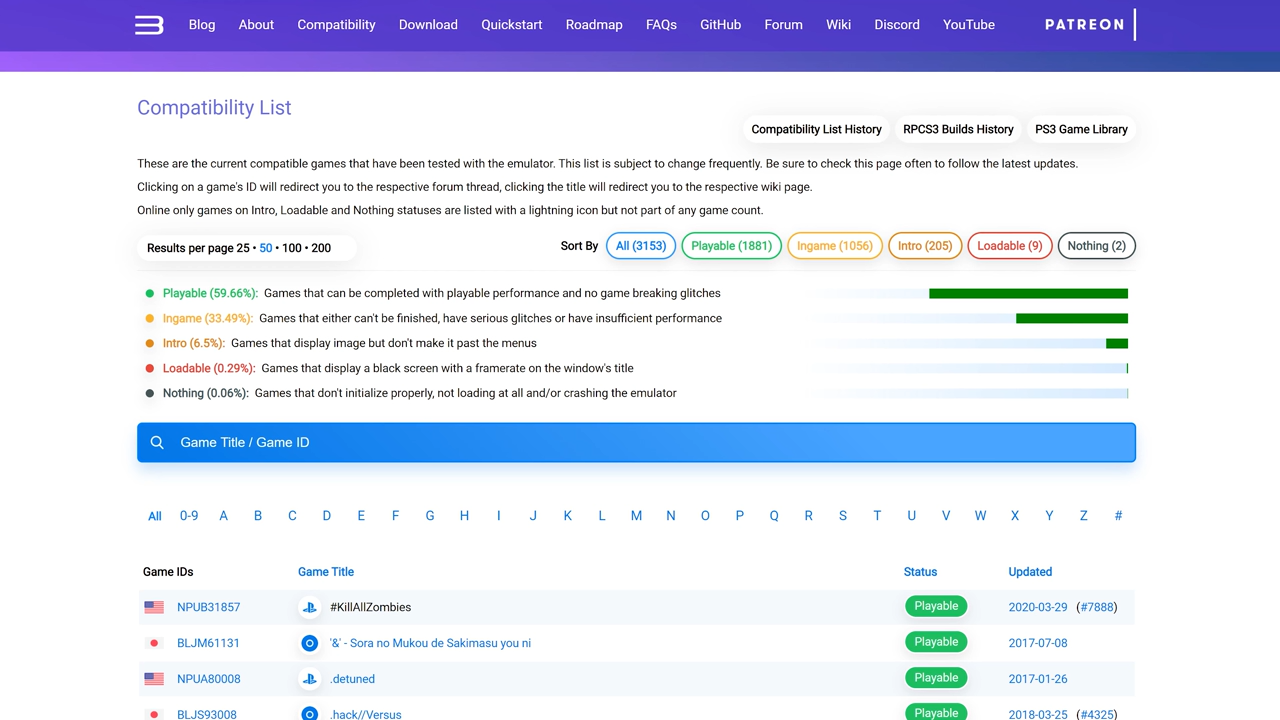 Blog About Compatibility Download Quickstart Roadmap FAQs GitHub Forum Wiki Discord YouTube PATREON
Compatibility List
Compatibility List History RPCS3 Builds History PS3 Game Library
These are the current compatible games that have been tested with the emulator. This list is subject to change frequently. Be sure to check this page often to follow the latest updates.
Clicking on a game's ID will redirect you to the respective forum thread, clicking the title will redirect you to the respective wiki page.
Online only games on Intro, Loadable and Nothing statuses are listed with a lightning icon but not part of any game count.
Results per page 25 • 50 • 100 • 200 Sort By All (3153) Playable (1881) Ingame (1056) Intro (205) Loadable (9) Nothing (2)
Playable (59.66%): Games that can be completed with playable performance and no game breaking glitches
Ingame (33.49%): Games that either can't be finished, have serious glitches or have insufficient performance
Intro (6.5%): Games that display image but don't make it past the menus
Loadable (0.29%): Games that display a black screen with a framerate on the window's title
Nothing (0.06%): Games that don't initialize properly, not loading at all and/or crashing the emulator
Game Title / Game ID
All 0-9 A B C D E F G H I J K L M N O P Q R S T U V W X Y Z #
Game IDs Game Title Status Updated
NPUB31857 #KillAllZombies Playable 2020-03-29 (#7888)
BLJM61131 '&' - Sora no Mukou de Sakimasu you ni Playable 2017-07-08
NPUA80008 .detuned Playable 2017-01-26
BLJS93008 .hack//Versus Playable 2018-03-25 (#4325)